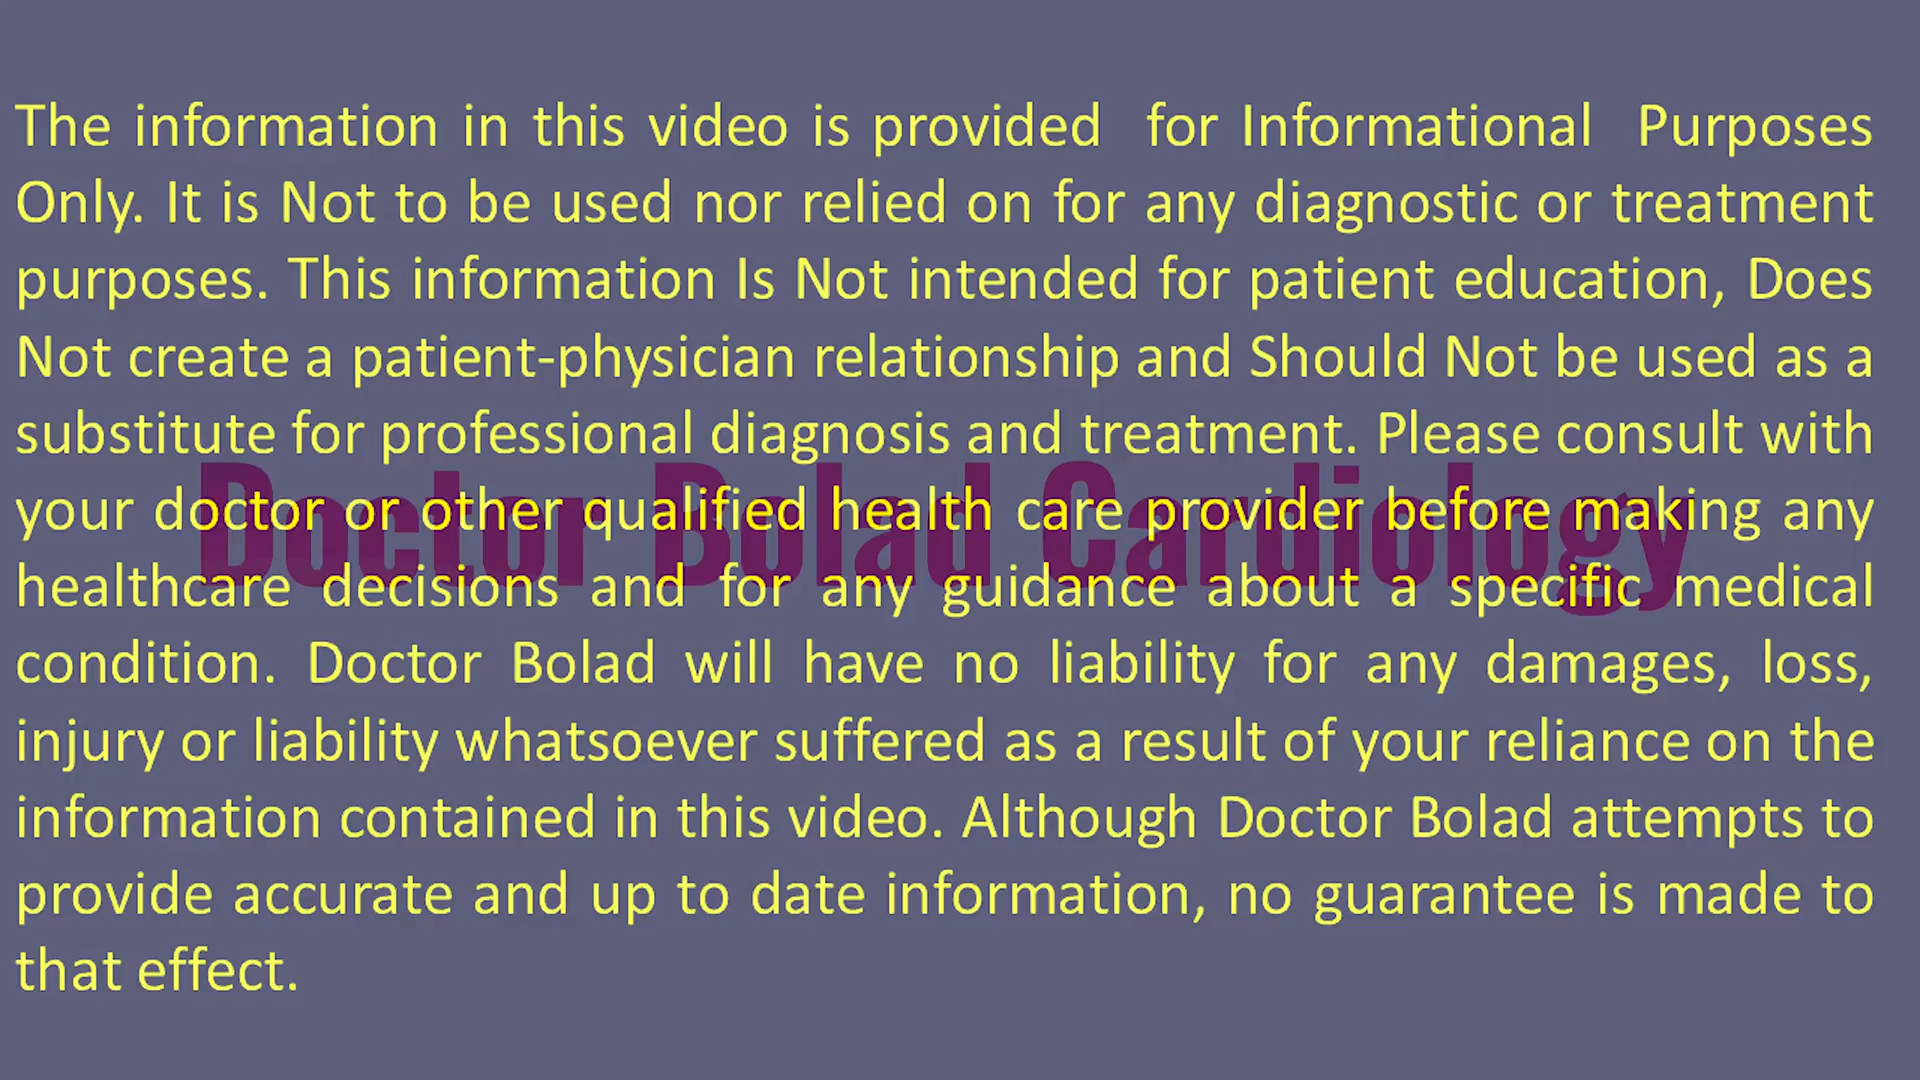 The information in this video is provided for Informational Purposes
Only. It is Not to be used nor relied on for any diagnostic or treatment
purposes. This information Is Not intended for patient education, Does
Not create a patient-physician relationship and Should Not be used as a
substitute for professional diagnosis and treatment. Please consult with
your doctor or other qualified health care provider before making any
Doctor Bolad Cardiology
healthcare decisions and for any guidance about a specific medical
condition. Doctor Bolad will have no liability for any damages, loss,
injury or liability whatsoever suffered as a result of your reliance on the
information contained in this video. Although Doctor Bolad attempts to
provide accurate and up to date information, no guarantee is made to
that effect.